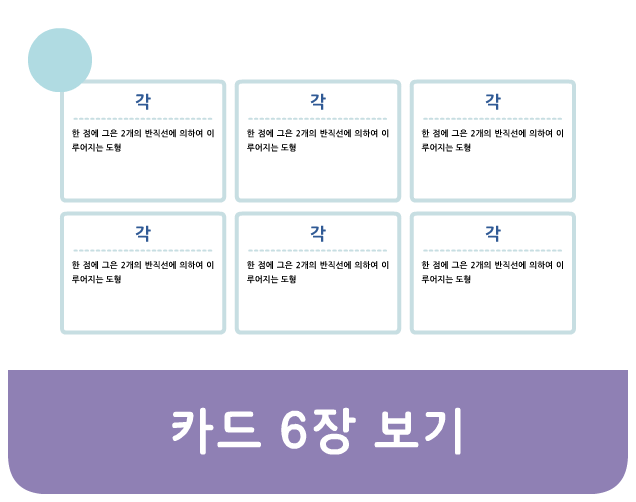 각 각 각
한 점에 그은 2개의 반직선에 의하여 이 한 점에 그은 2개의 반직선에 의하여 이 한 점에 그은 2개의 반직선에 의하여 이
루어지는 도형 루어지는 도형 루어지는 도형
각 각 각
한 점에 그은 2개의 반직선에 의하여 이 한 점에 그은 2개의 반직선에 의하여 이 한 점에 그은 2개의 반직선에 의하여 이
루어지는 도형 루어지는 도형 루어지는 도형
카드 6장 보기